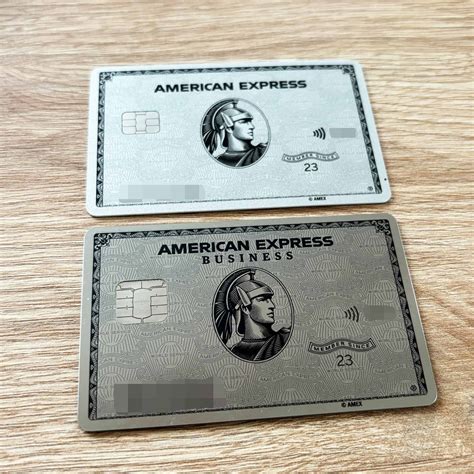 AMERICAN EXPRESS
MEMBER SINCE
23
® © AMEX
AMERICAN EXPRESS
BUSINESS
MEMBER SINCE
23
® © AMEX